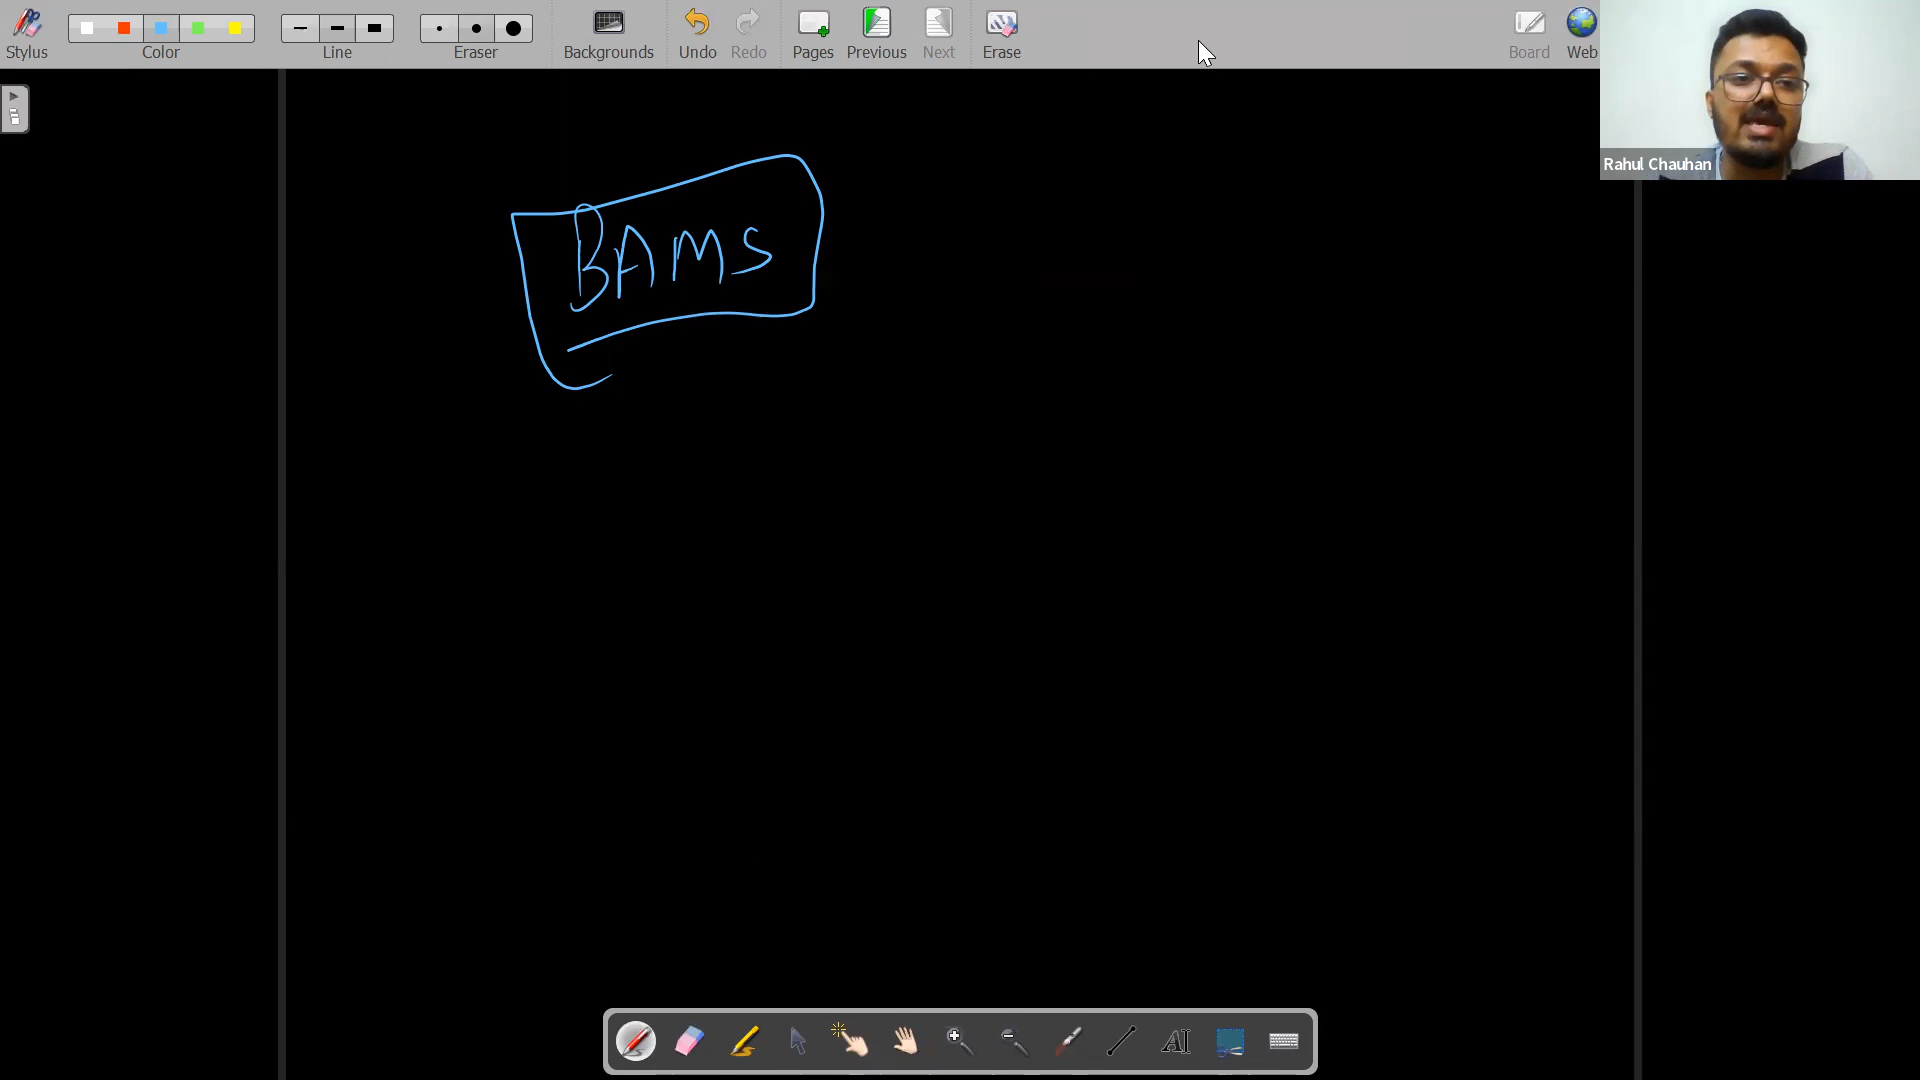 Stylus Color Line Eraser Backgrounds Undo Redo Pages Previous Next Erase Board Web
Rahul Chauhan
BAMS